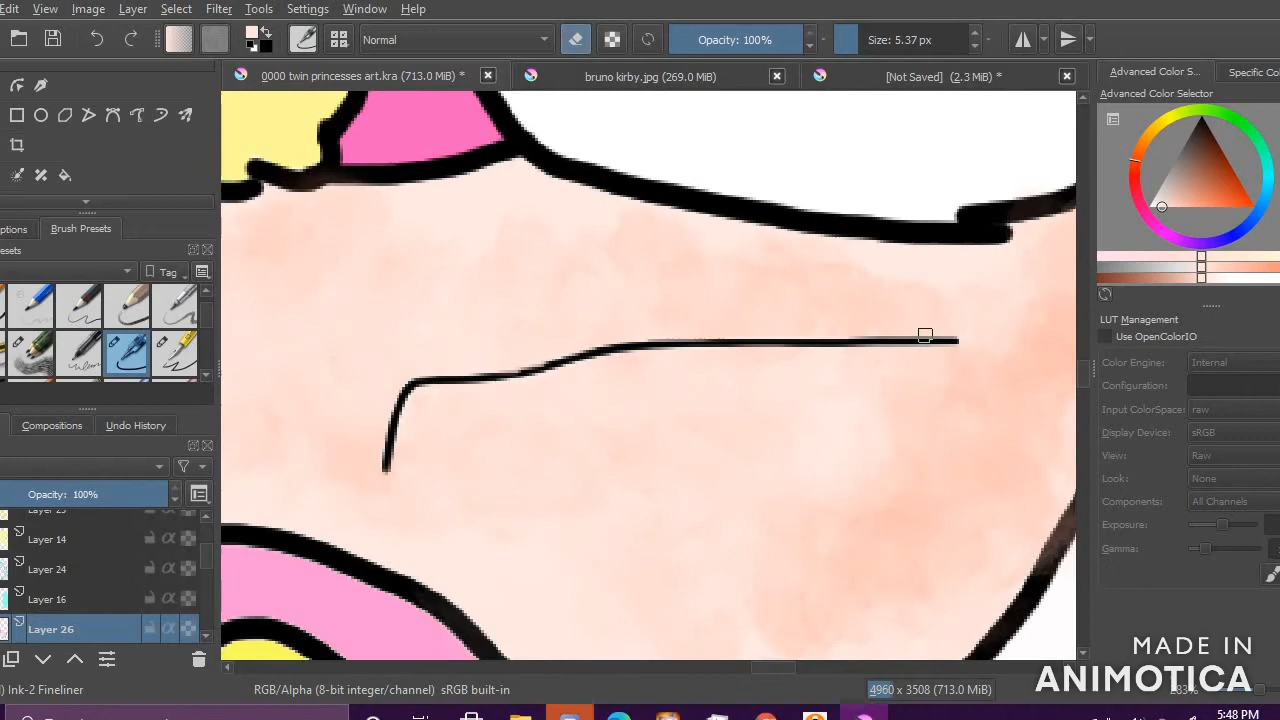 Edit View Image Layer Select Filter Tools Settings Window Help
Normal Opacity: 100% Size: 5.37 px
0000 twin princesses art.kra (713.0 MiB) *
bruno kirby.jpg (269.0 MiB)
[Not Saved] (2.3 MiB) *
Advanced Color S... Specific Co
Advanced Color Selector
Brush Presets
Tag
LUT Management
Use OpenColorIO
Color Engine: Internal
Configuration:
Input ColorSpace: raw
Display Device: sRGB
View: Raw
Look: None
Components: All Channels
Exposure:
Gamma:
Compositions Undo History
Opacity: 100%
Layer 14
Layer 24
Layer 16
Layer 26
) Ink-2 Fineliner
RGB/Alpha (8-bit integer/channel) sRGB built-in
4960 x 3508 (713.0 MiB)
MADE IN
ANIMOTICA
5:48 PM